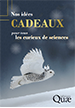 Nos idées
CADEAUX
pour tous
les curieux de sciences
Quæ